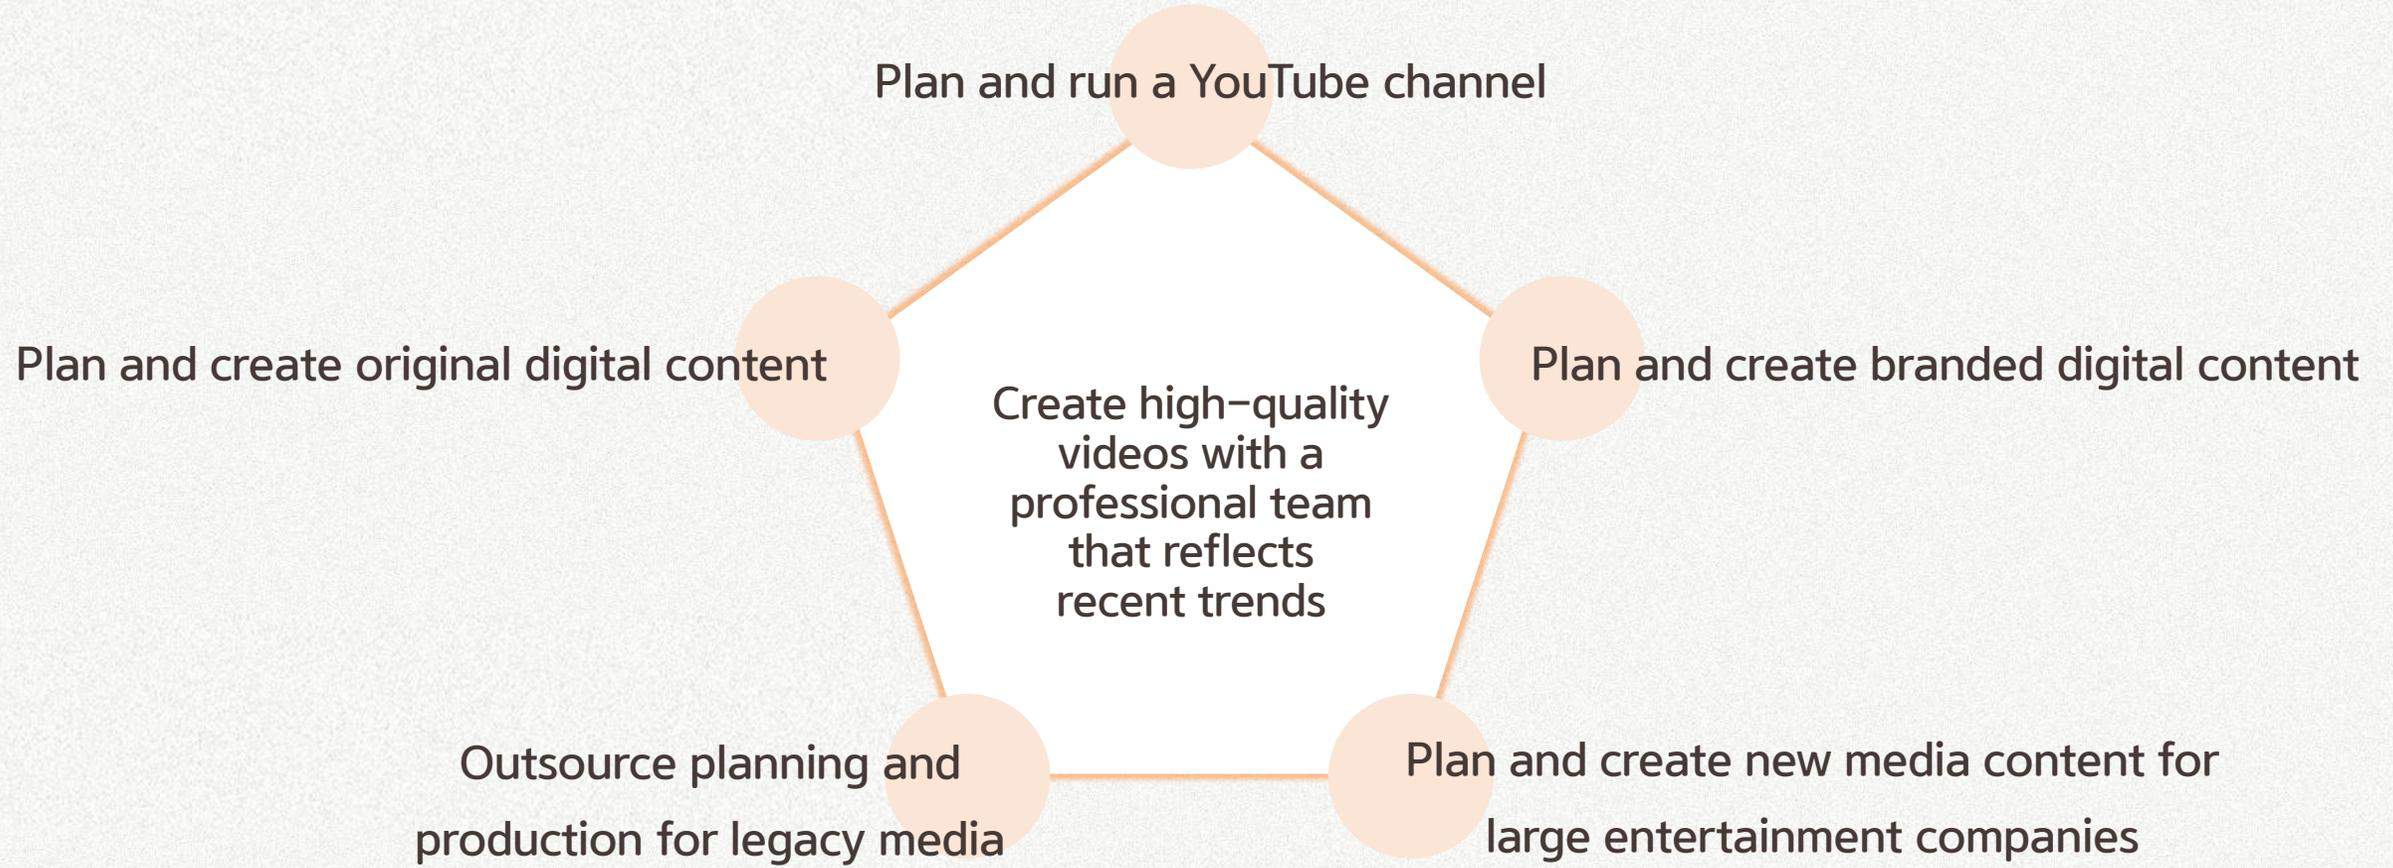 Plan and run a YouTube channel
Plan and create original digital content
Plan and create branded digital content
Create high-quality
videos with a
professional team
that reflects
recent trends
Outsource planning and
production for legacy media
Plan and create new media content for
large entertainment companies